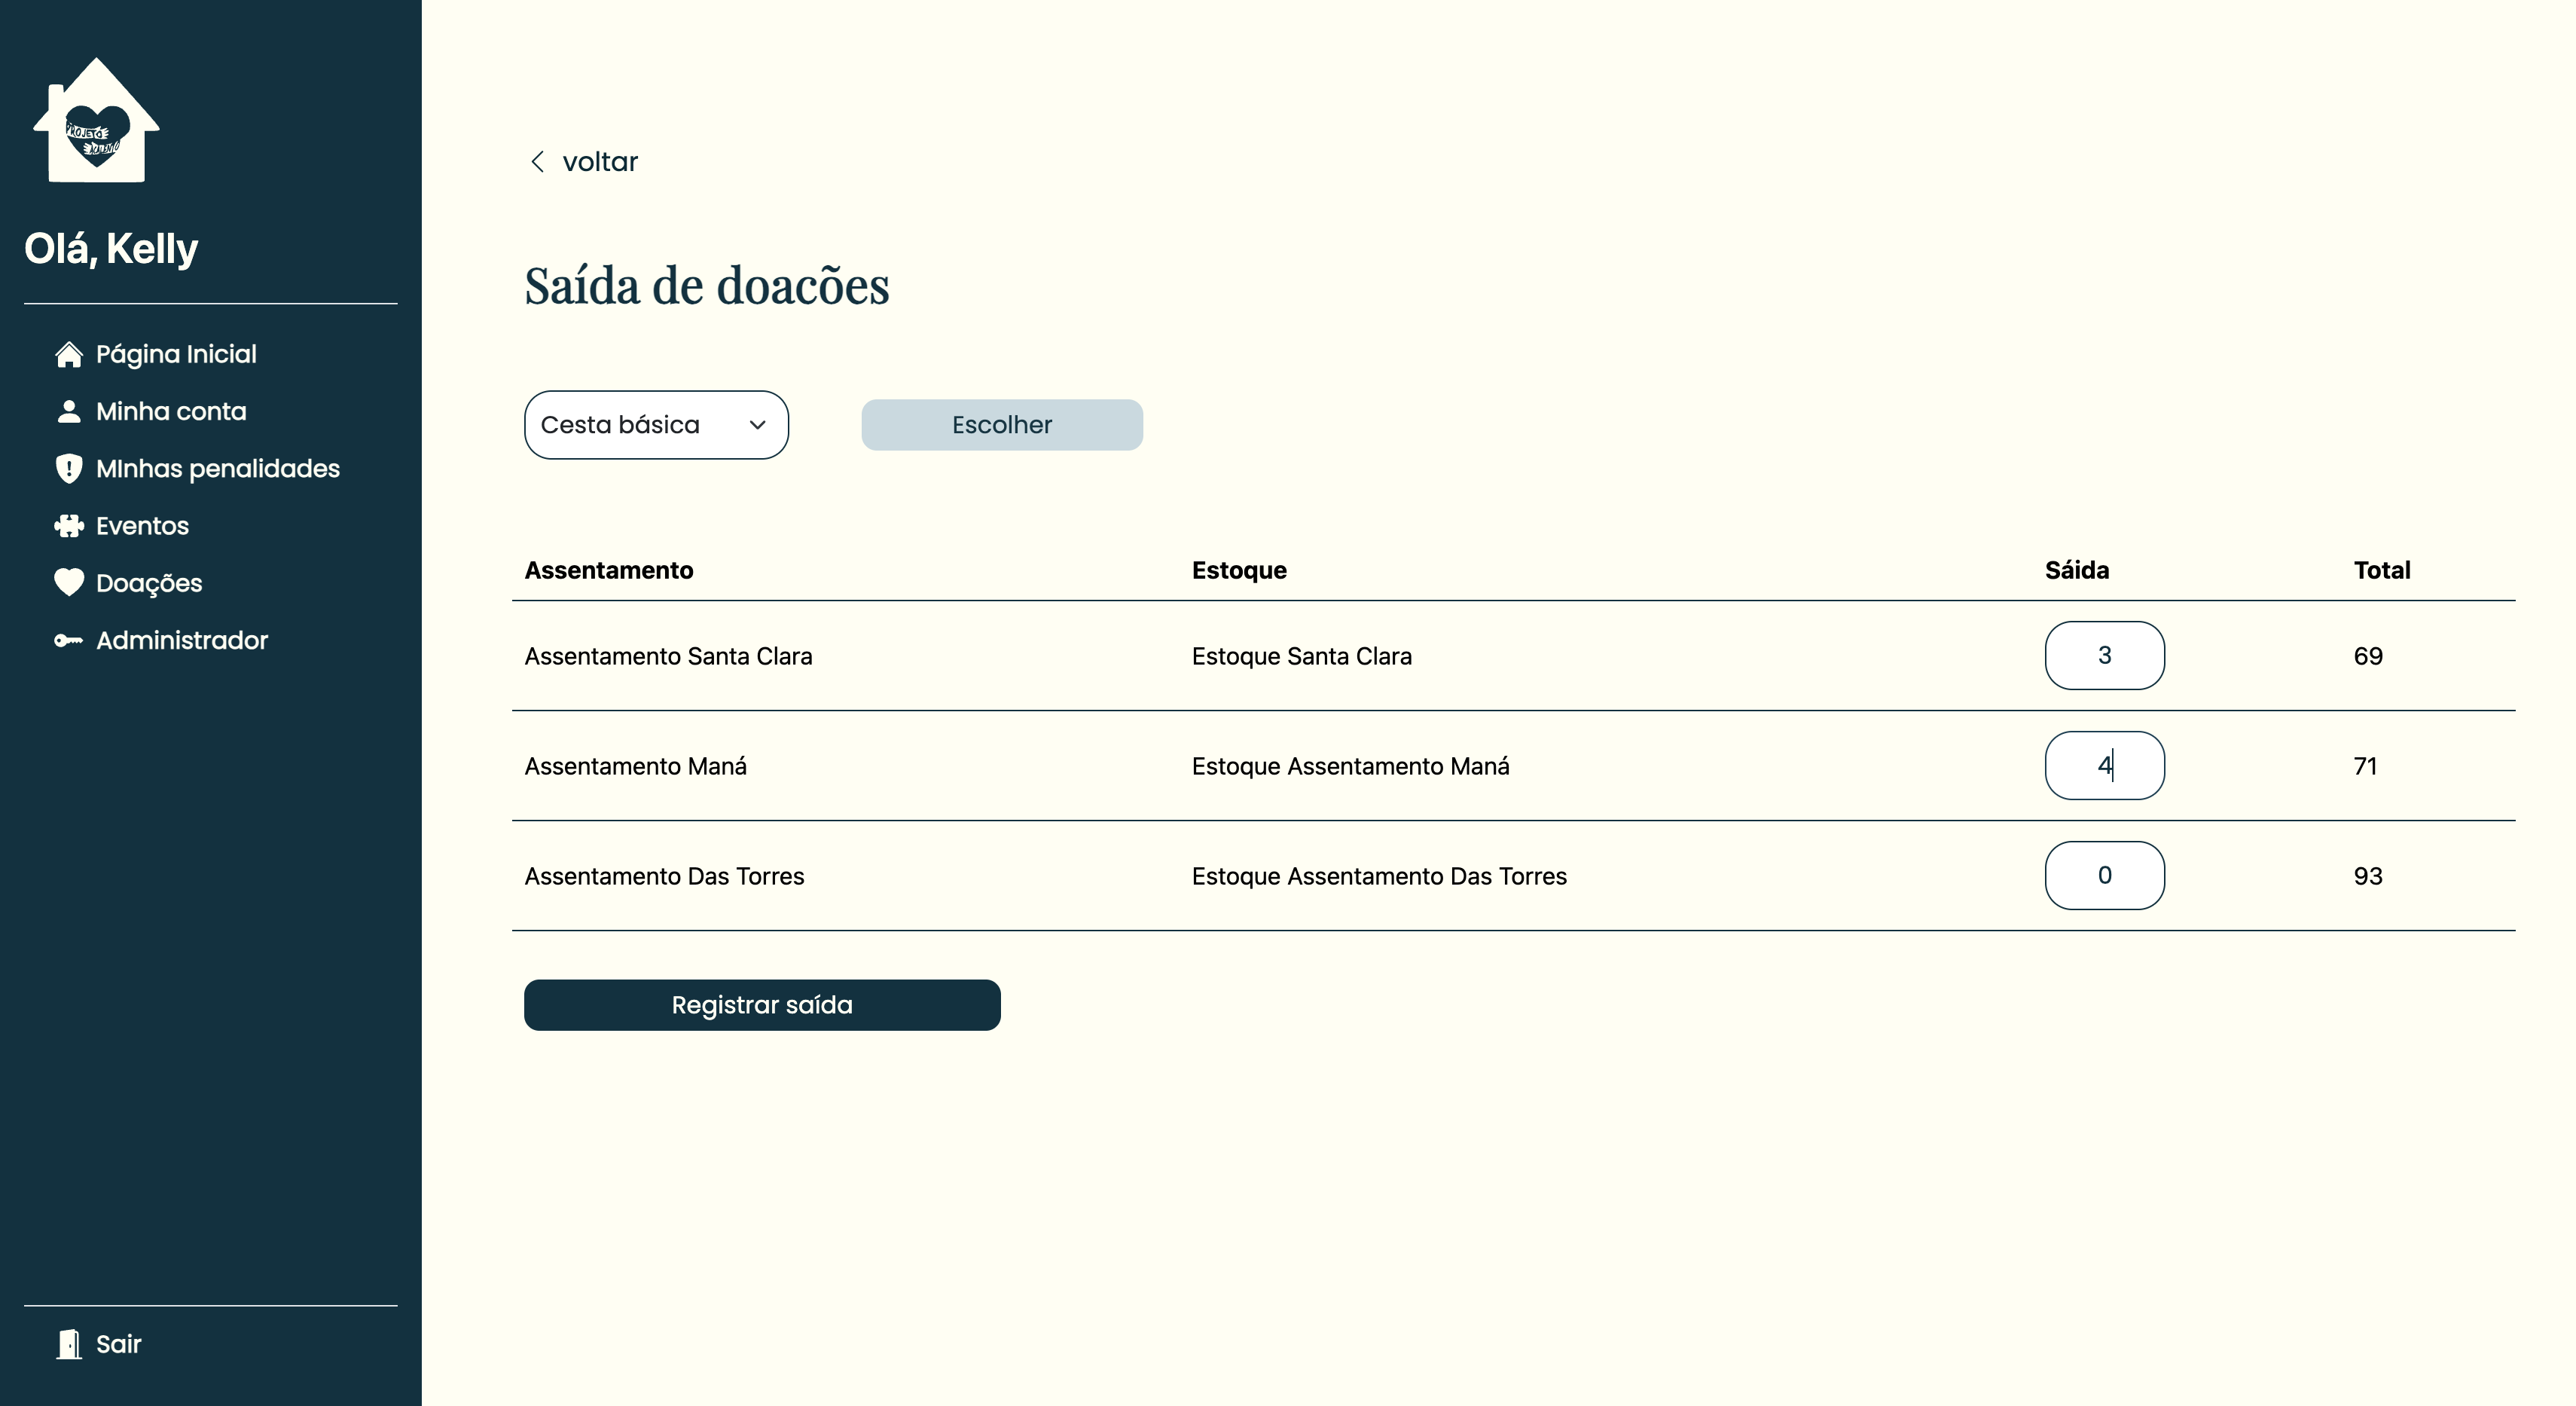 PROJETO
ACALENTO
Olá, Kelly
Página Inicial
Minha conta
MInhas penalidades
Eventos
Doações
Administrador
Sair
voltar
Saída de doacões
Cesta básica
Escolher
Assentamento Estoque Sáida Total
Assentamento Santa Clara Estoque Santa Clara 3 69
Assentamento Maná Estoque Assentamento Maná 4 71
Assentamento Das Torres Estoque Assentamento Das Torres 0 93
Registrar saída